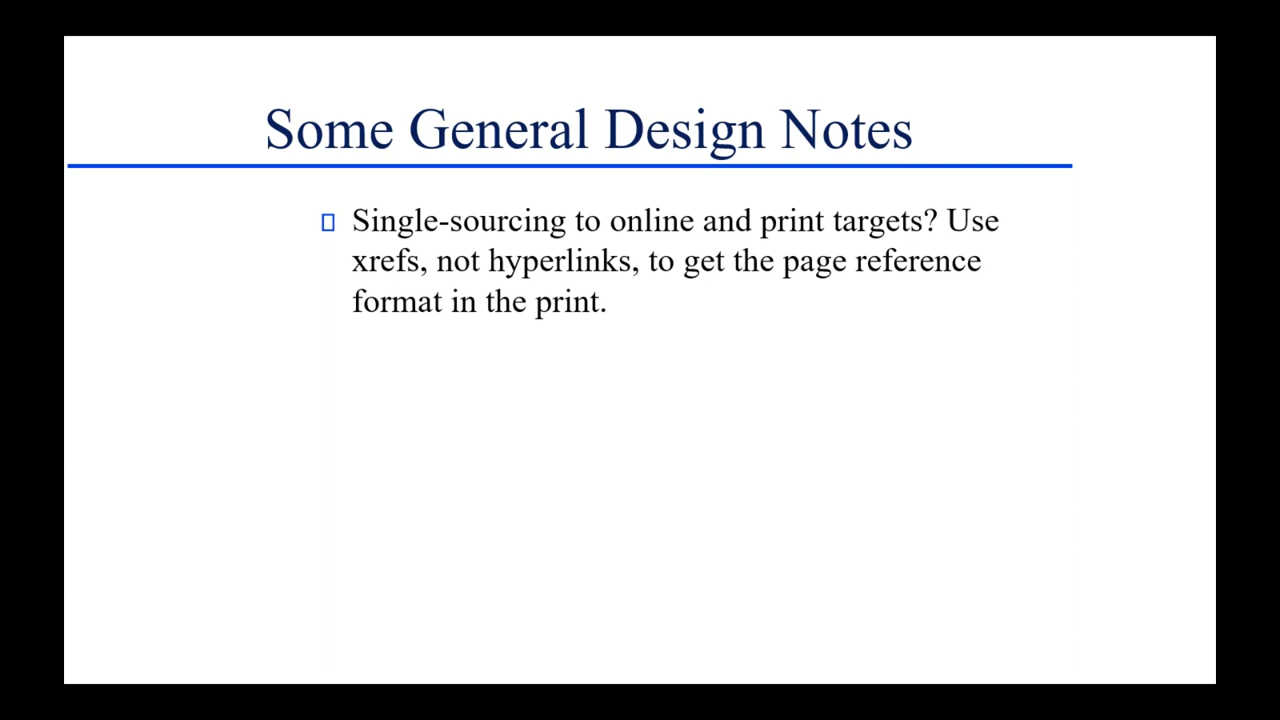 Some General Design Notes
Single-sourcing to online and print targets? Use
xrefs, not hyperlinks, to get the page reference
format in the print.